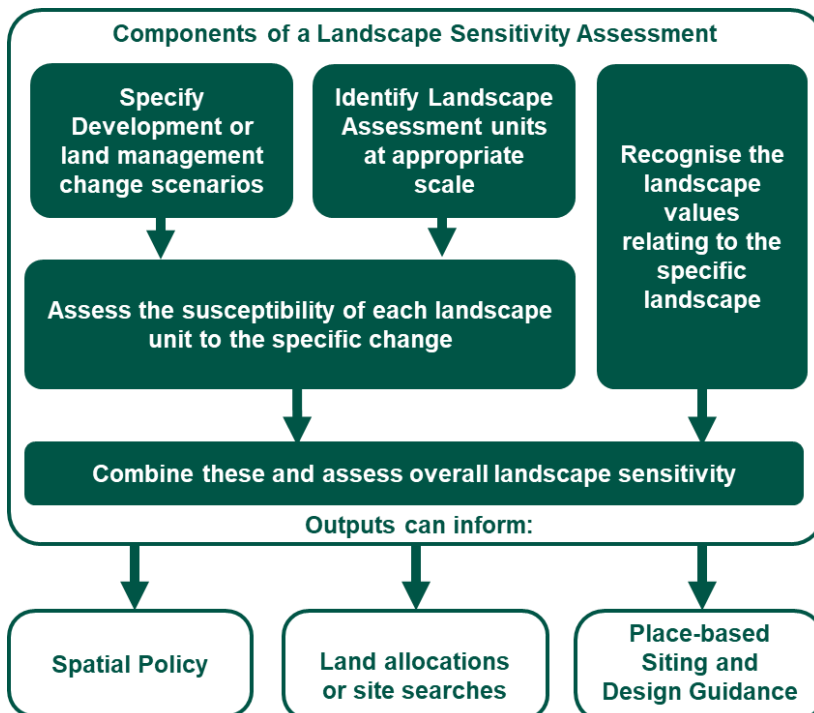 Components of a Landscape Sensitivity Assessment
Specify
Development or
land management
change scenarios
Identify Landscape
Assessment units
at appropriate
scale
Recognise the
landscape
values
relating to the
specific
landscape
Assess the susceptibility of each landscape
unit to the specific change
Combine these and assess overall landscape sensitivity
Outputs can inform:
Spatial Policy
Land allocations
or site searches
Place-based
Siting and
Design Guidance